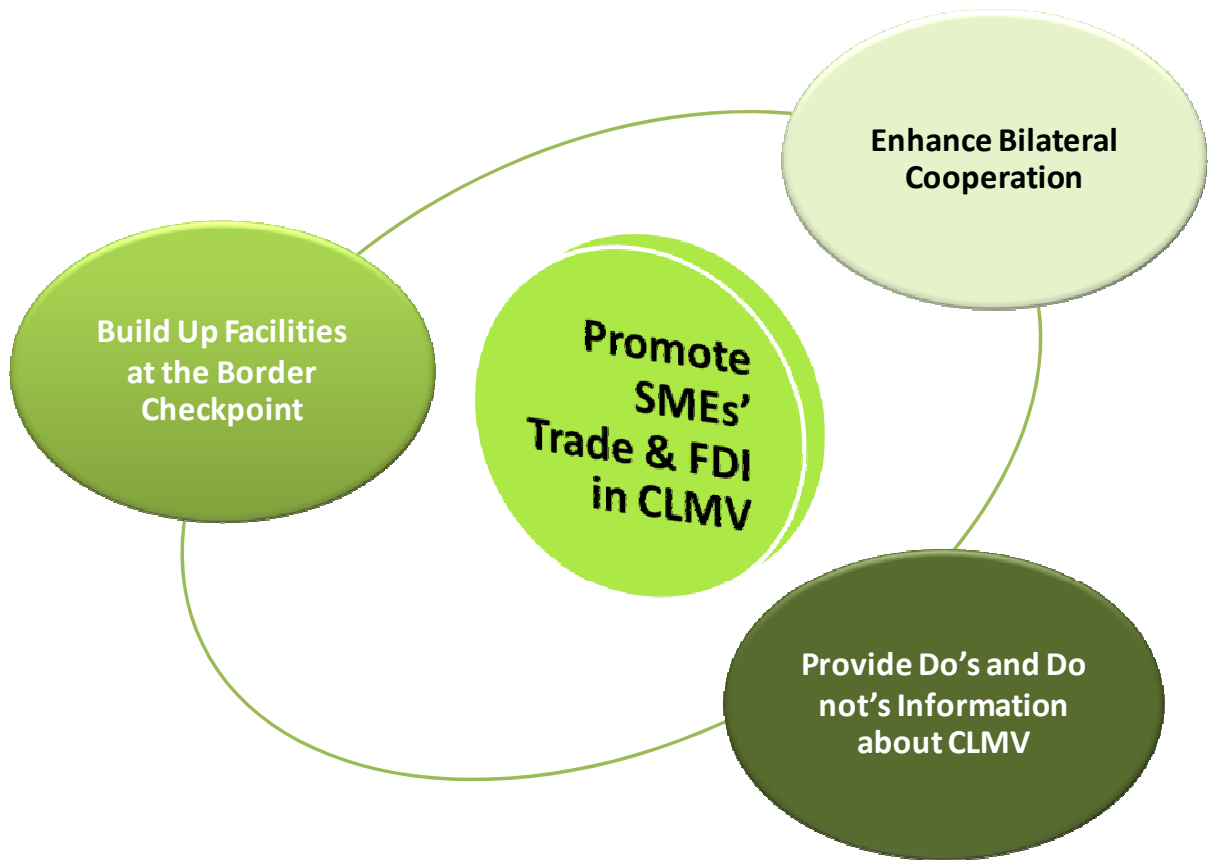 Enhance Bilateral
Cooperation
Build Up Facilities
at the Border
Checkpoint
Promote
SMEs’
Trade & FDI
in CLMV
Provide Do’s and Do
not’s Information
about CLMV